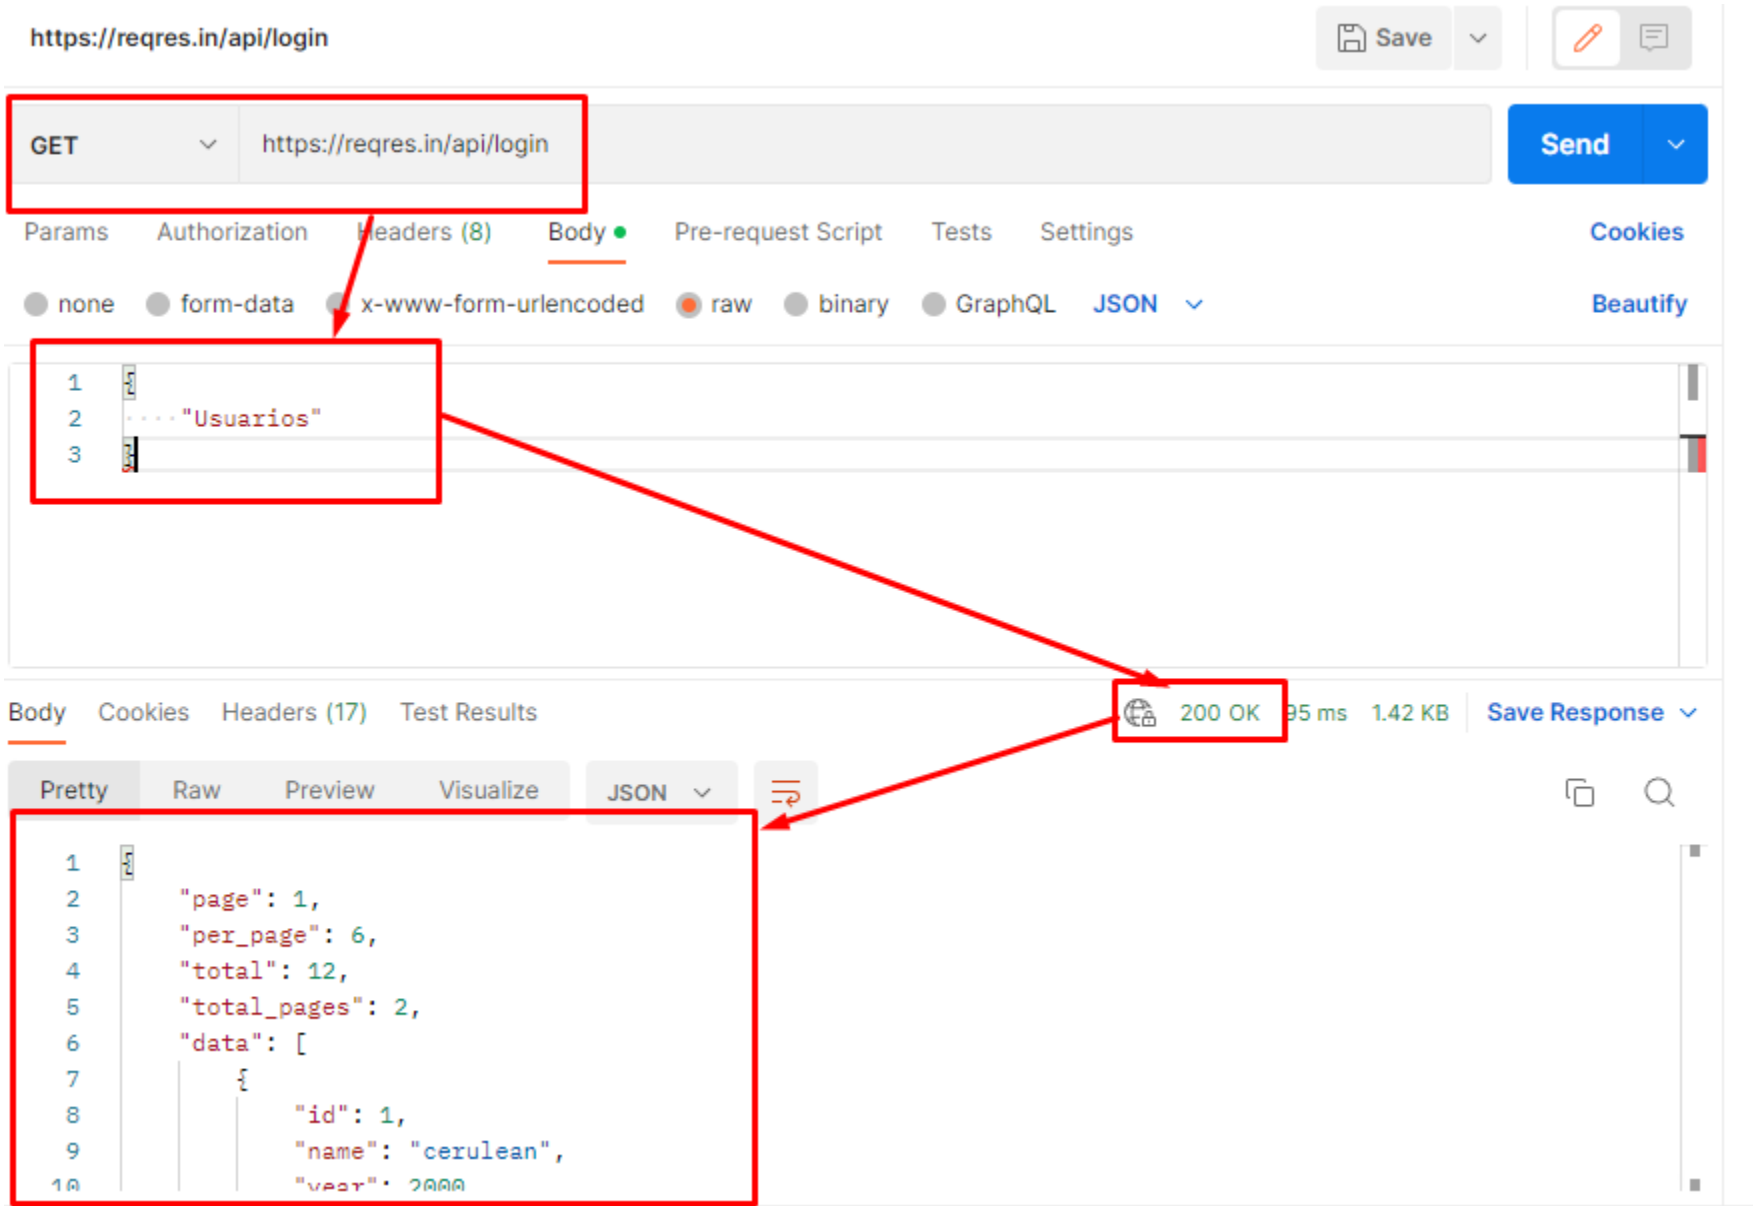 https://reqres.in/api/login
Save
GET https://reqres.in/api/login
Send
Params Authorization Headers (8) Body Pre-request Script Tests Settings Cookies
none form-data x-www-form-urlencoded raw binary GraphQL JSON Beautify
1 {
2 "Usuarios"
3 }
Body Cookies Headers (17) Test Results 200 OK 95 ms 1.42 KB Save Response
Pretty Raw Preview Visualize JSON
1 {
2 "page": 1,
3 "per_page": 6,
4 "total": 12,
5 "total_pages": 2,
6 "data": [
7 {
8 "id": 1,
9 "name": "cerulean",
10 "year": 2000